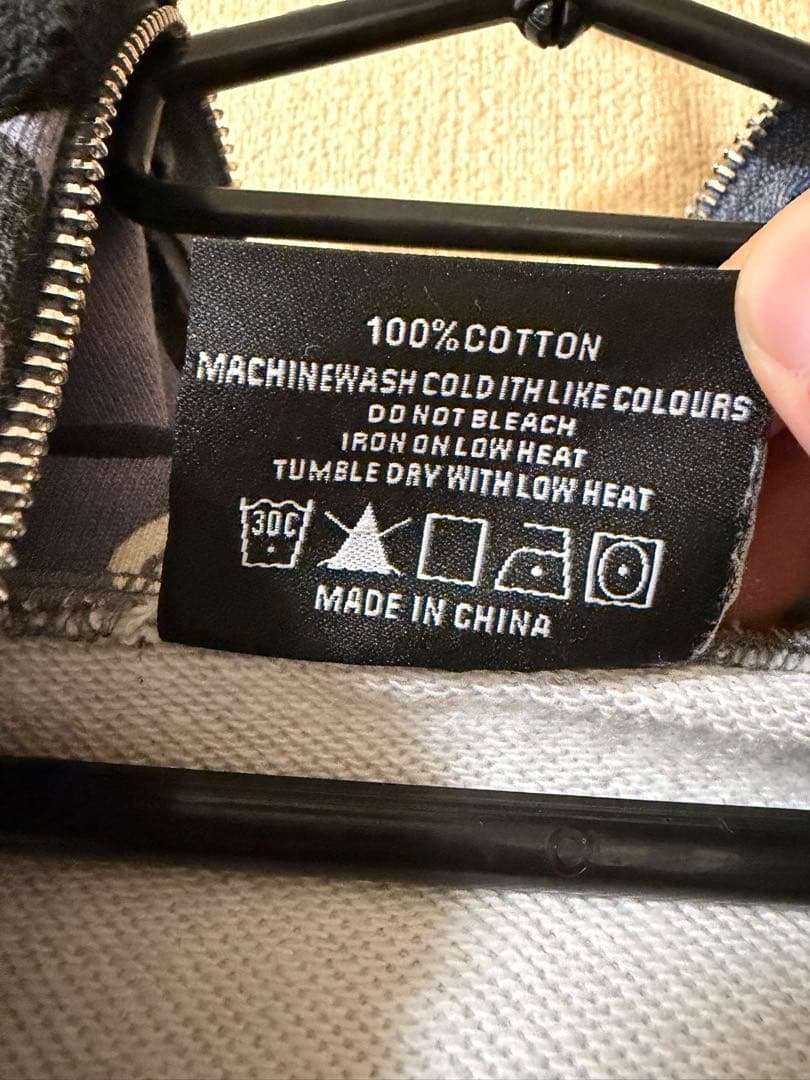 100%COTTON
MACHINEWASH COLD ITH LIKE COLOURS
DO NOT BLEACH
IRON ON LOW HEAT
TUMBLE DRY WITH LOW HEAT
30C
MADE IN CHINA